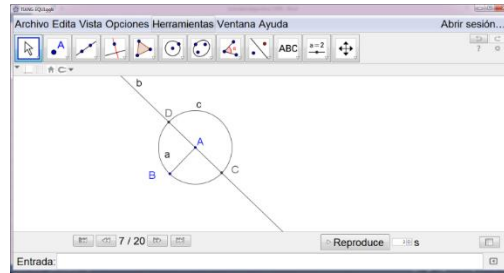 Archivo Edita Vista Opciones Herramientas Ventana Ayuda Abrir sesión...
A ABC a=2
b
D c
A
a
B C
7 / 20 Reproduce s
Entrada: